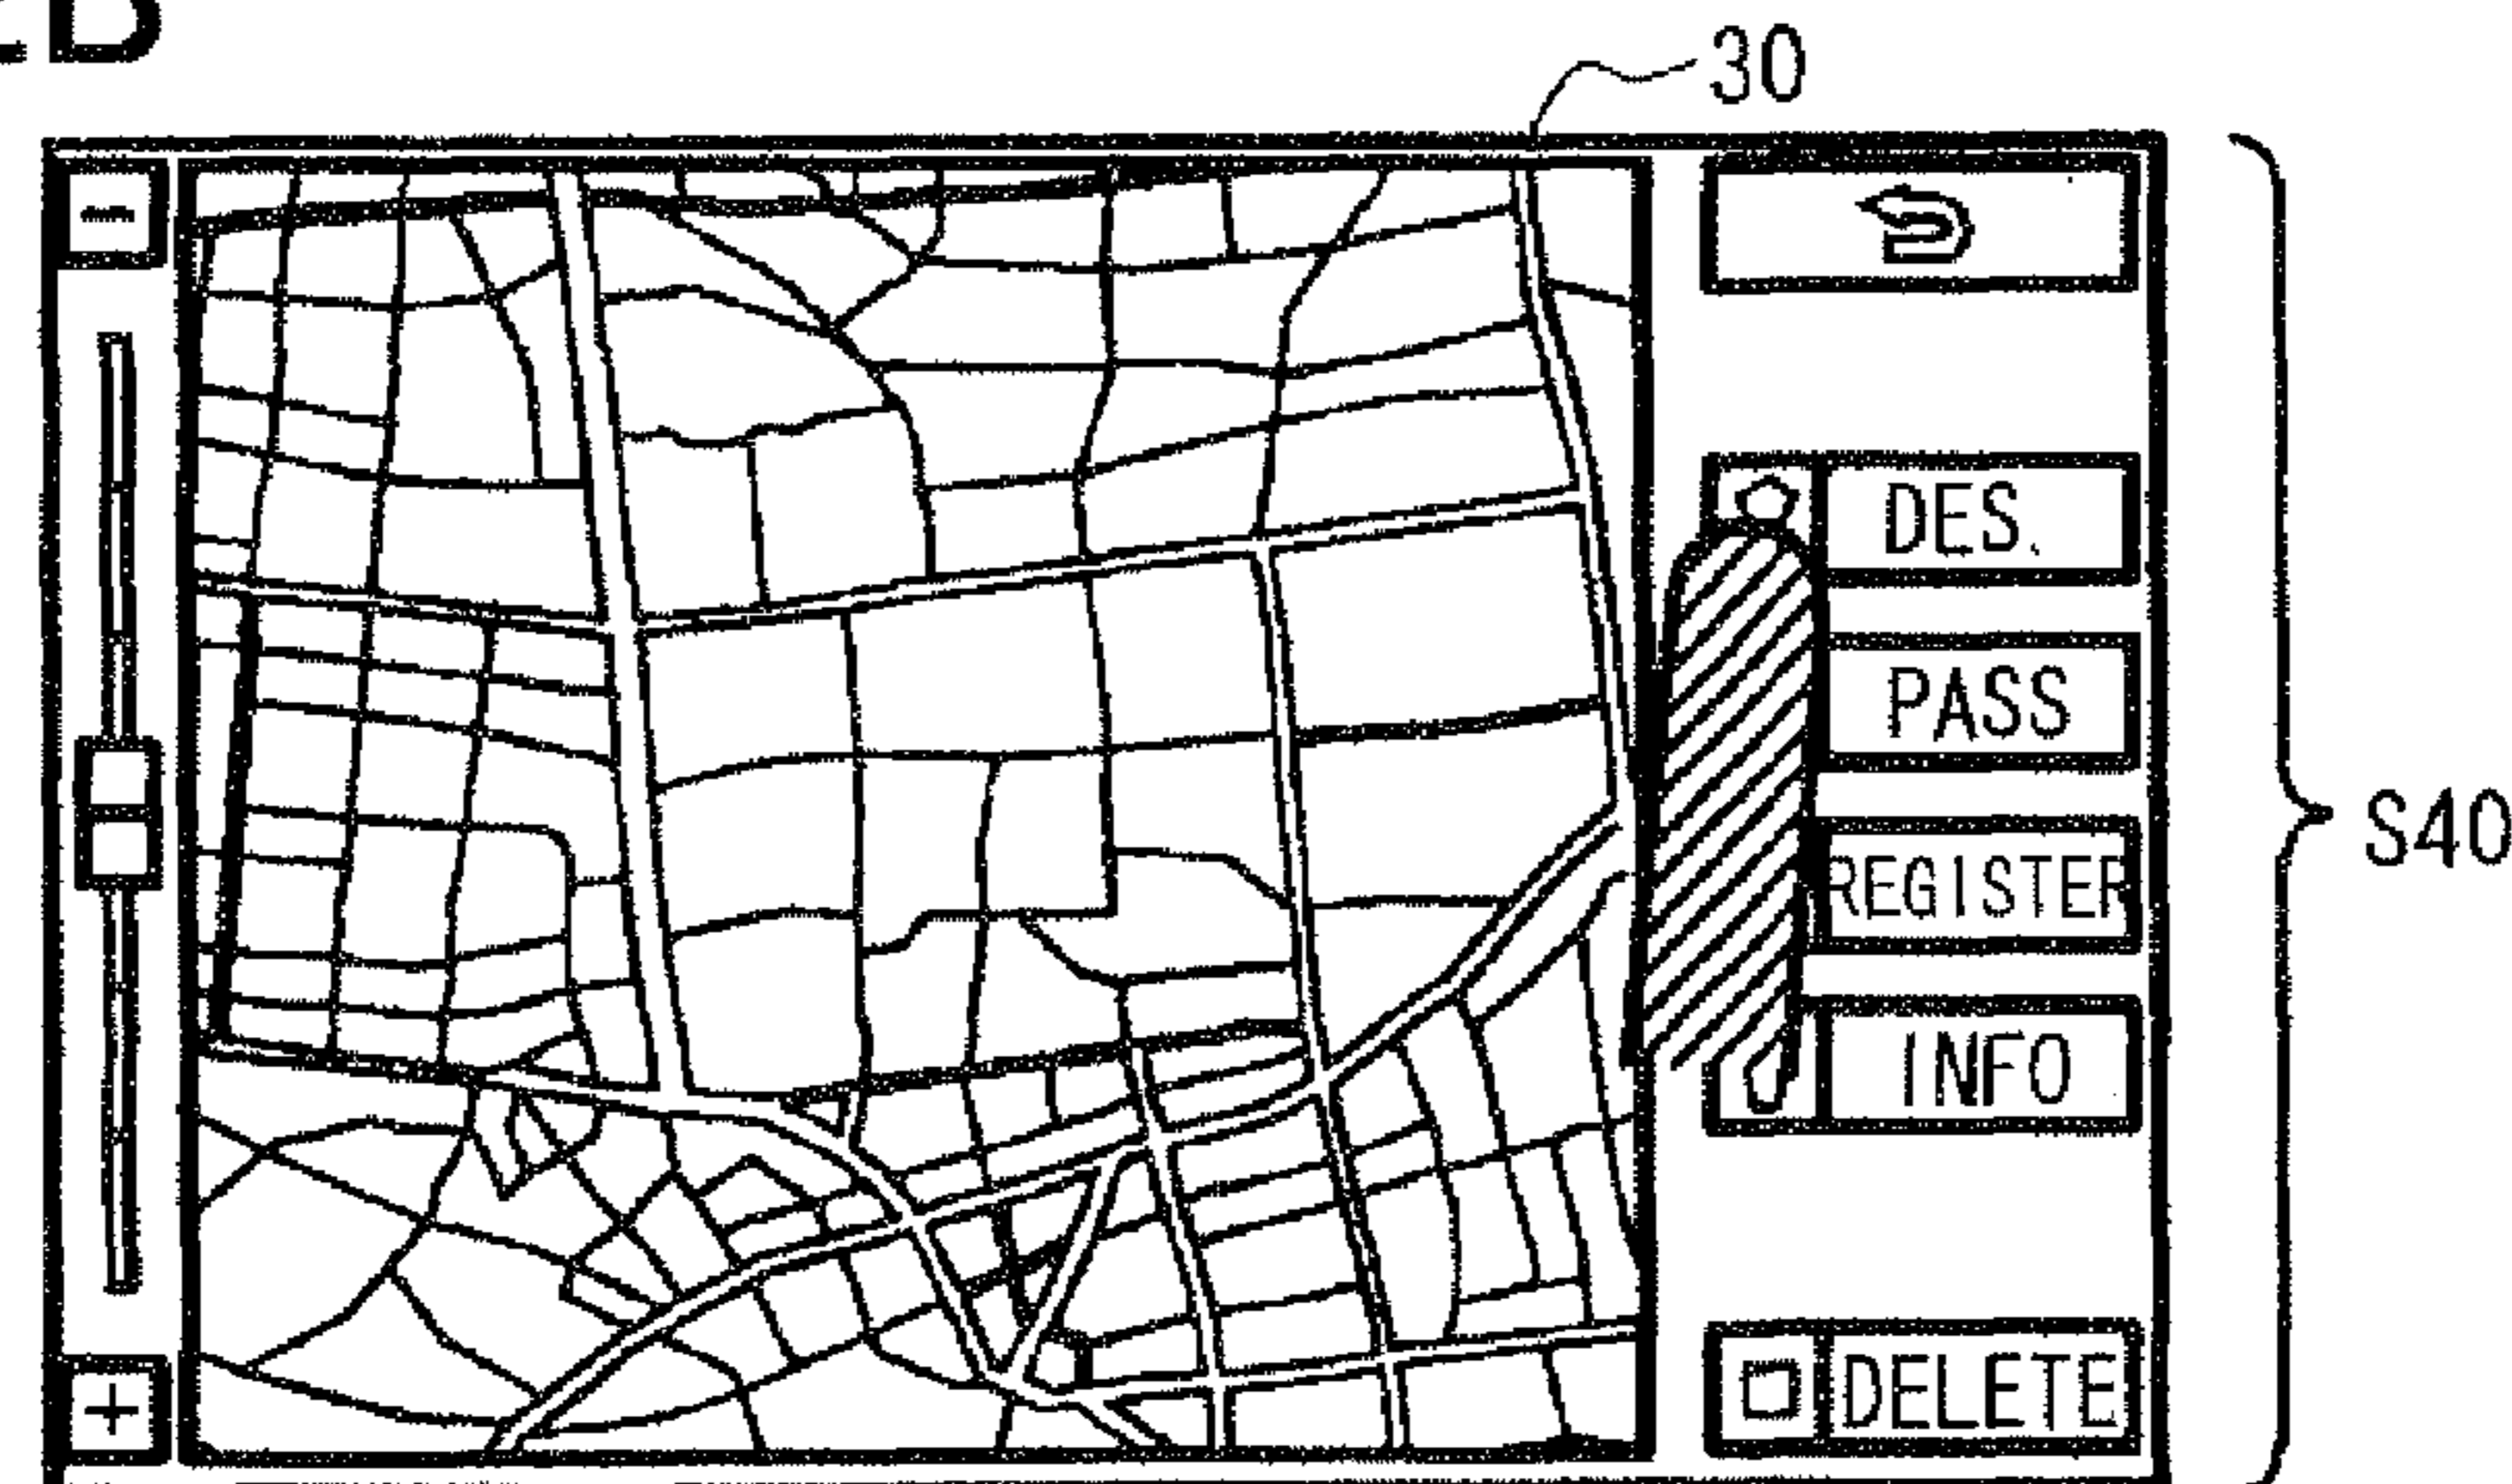 30
−
DES.
PASS
REGISTER
INFO
S40
+
DELETE